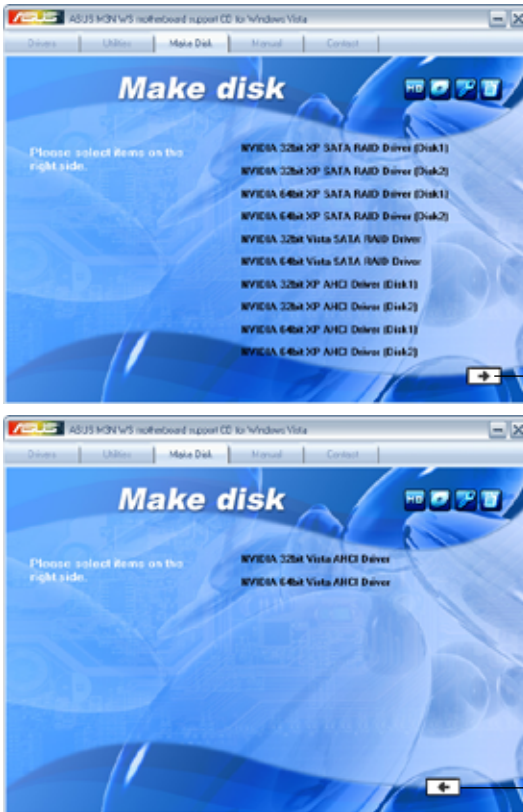 ASUS ASUS M3N WS motherboard support CD for Windows Vista
Drivers Utilities Make Disk Manual Contact
Make disk
Please select items on the
right side.
NVIDIA 32bit XP SATA RAID Driver (Disk1)
NVIDIA 32bit XP SATA RAID Driver (Disk2)
NVIDIA 64bit XP SATA RAID Driver (Disk1)
NVIDIA 64bit XP SATA RAID Driver (Disk2)
NVIDIA 32bit Vista SATA RAID Driver
NVIDIA 64bit Vista SATA RAID Driver
NVIDIA 32bit XP AHCI Driver (Disk1)
NVIDIA 32bit XP AHCI Driver (Disk2)
NVIDIA 64bit XP AHCI Driver (Disk1)
NVIDIA 64bit XP AHCI Driver (Disk2)
ASUS ASUS M3N WS motherboard support CD for Windows Vista
Drivers Utilities Make Disk Manual Contact
Make disk
Please select items on the
right side.
NVIDIA 32bit Vista AHCI Driver
NVIDIA 64bit Vista AHCI Driver